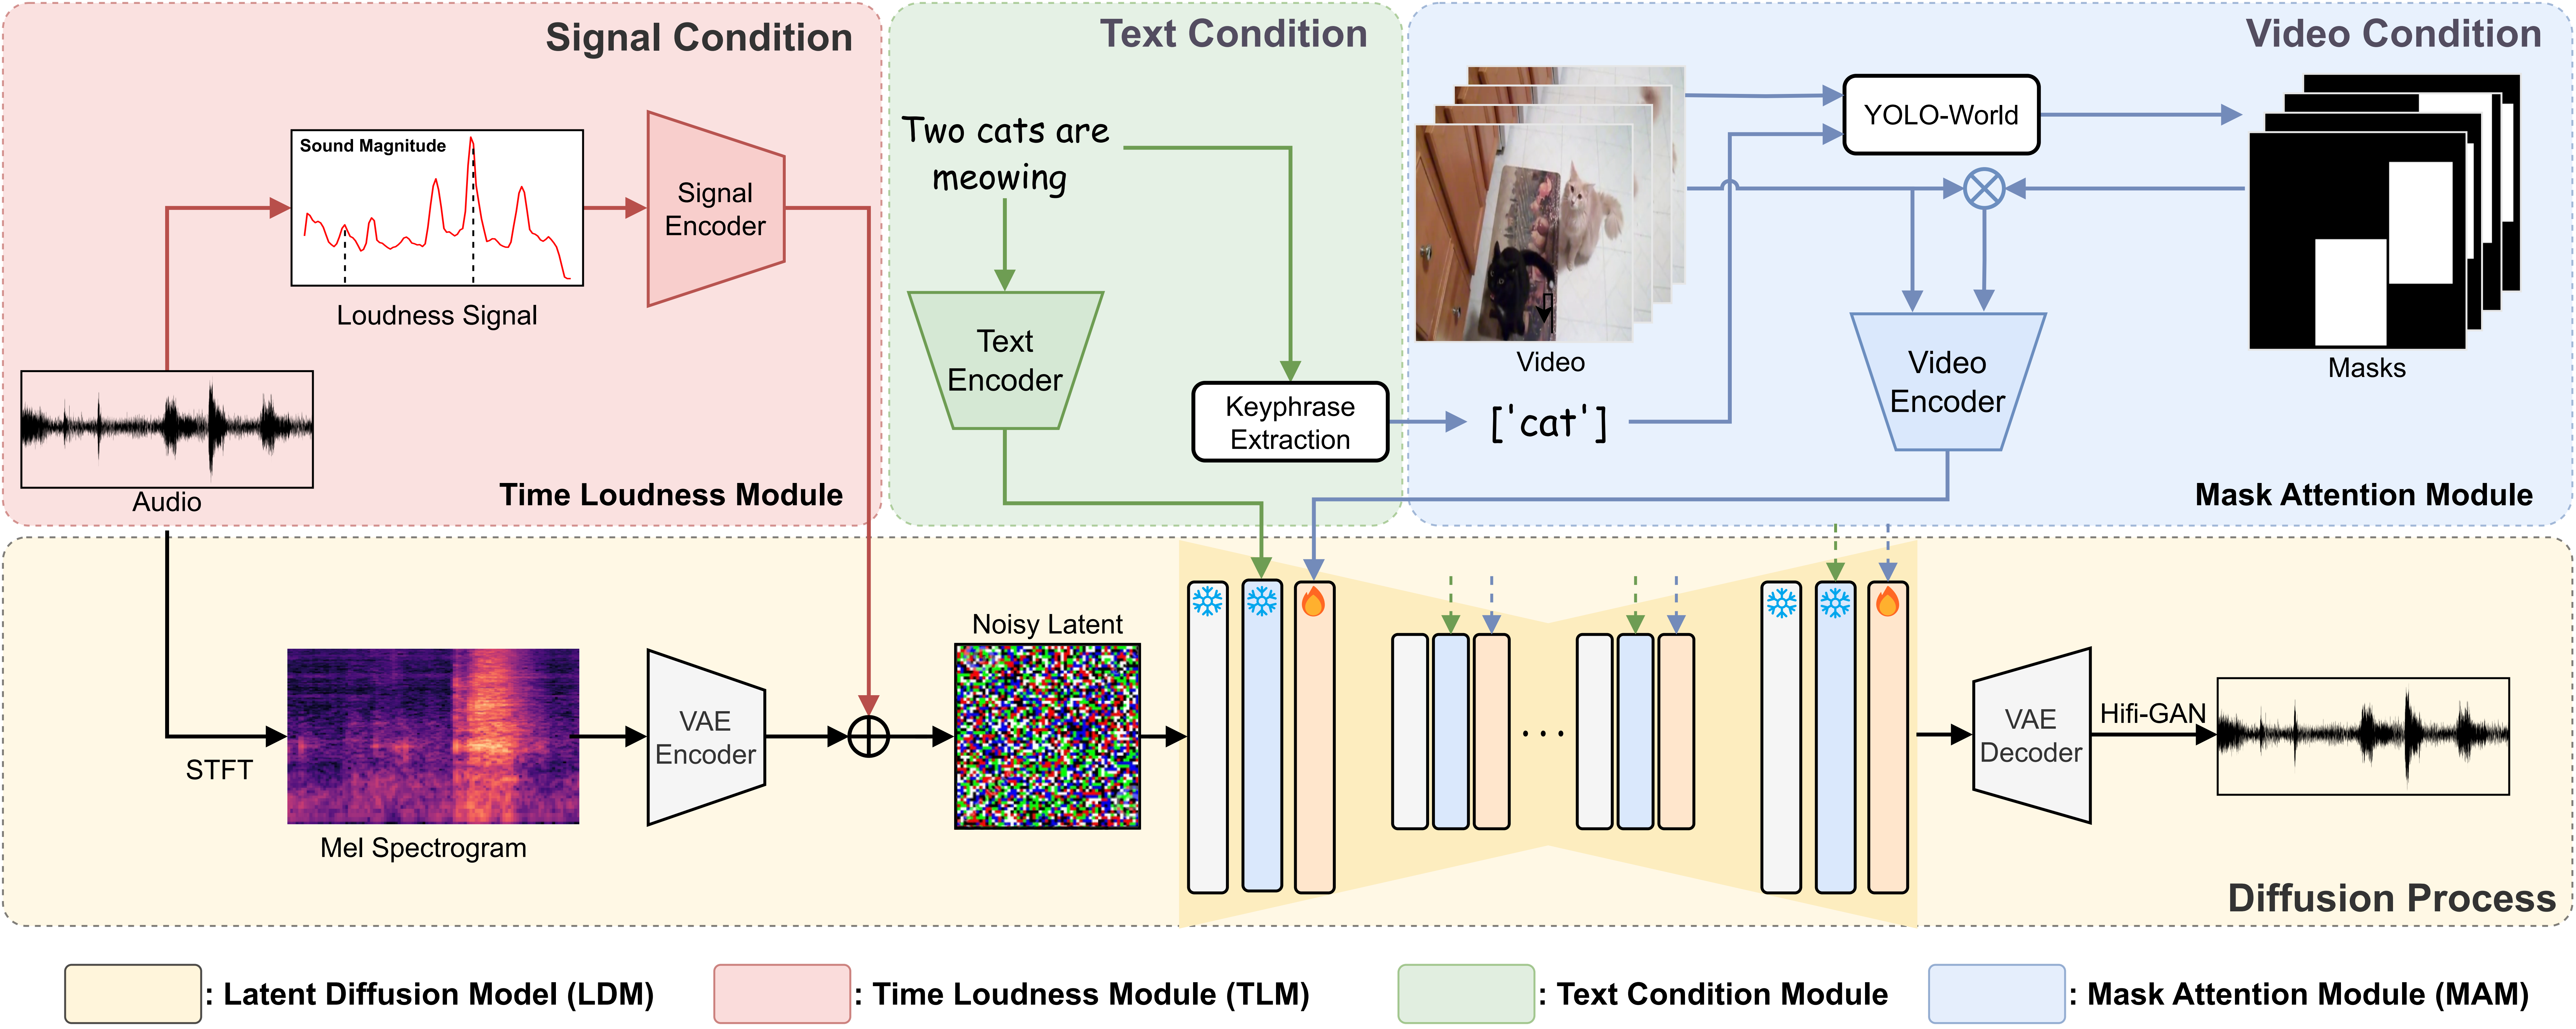 Signal Condition
Sound Magnitude
Loudness Signal
Signal
Encoder
Audio
Time Loudness Module
Text Condition
Two cats are
meowing
Text
Encoder
Keyphrase
Extraction
Video Condition
Video
['cat']
YOLO-World
Video
Encoder
Masks
Mask Attention Module
STFT
Mel Spectrogram
VAE
Encoder
Noisy Latent
...
VAE
Decoder
Hifi-GAN
Diffusion Process
: Latent Diffusion Model (LDM)
: Time Loudness Module (TLM)
: Text Condition Module
: Mask Attention Module (MAM)